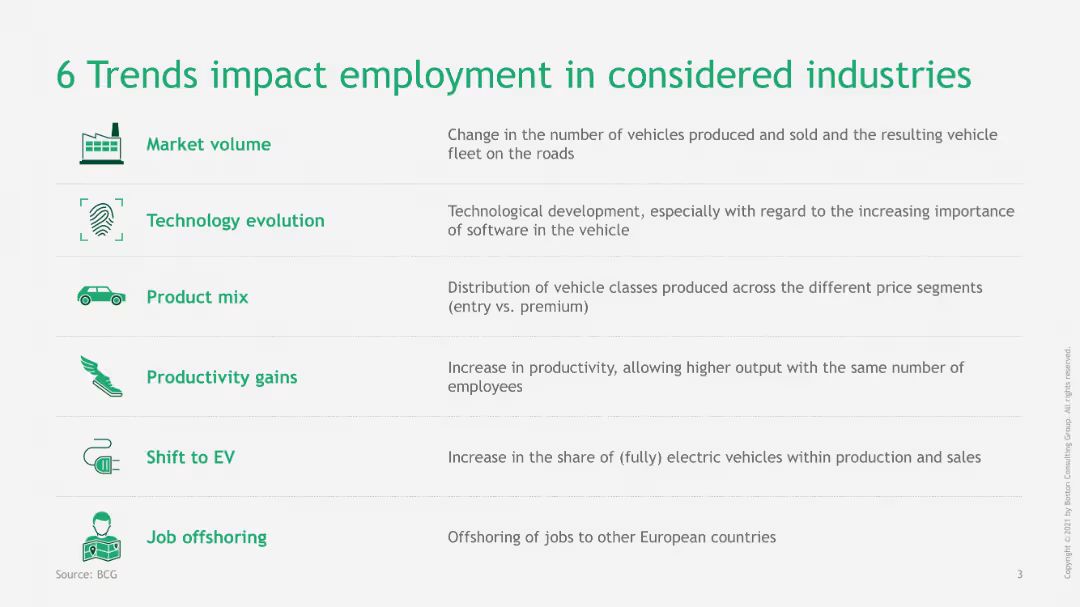 6 Trends impact employment in considered industries
Market volume
Change in the number of vehicles produced and sold and the resulting vehicle
fleet on the roads
Technology evolution
Technological development, especially with regard to the increasing importance
of software in the vehicle
Product mix
Distribution of vehicle classes produced across the different price segments
(entry vs. premium)
Productivity gains
Increase in productivity, allowing higher output with the same number of
employees
Shift to EV
Increase in the share of (fully) electric vehicles within production and sales
Job offshoring
Offshoring of jobs to other European countries
Source: BCG
3
Copyright © 2021 by Boston Consulting Group. All rights reserved.